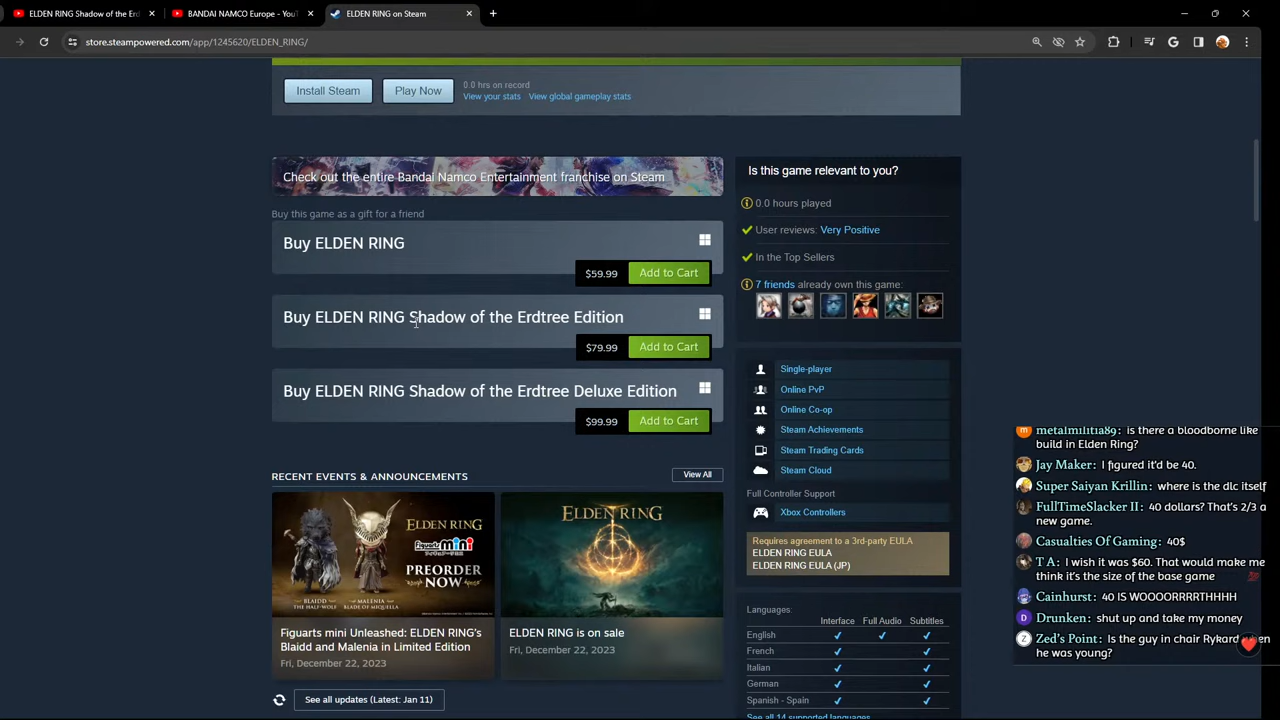 ELDEN RING Shadow of the Erd
BANDAI NAMCO Europe - YouT
ELDEN RING on Steam
store.steampowered.com/app/1245620/ELDEN_RING/
Install Steam
Play Now
0.0 hrs on record
View your stats View global gameplay stats
Check out the entire Bandai Namco Entertainment franchise on Steam
Buy this game as a gift for a friend
Buy ELDEN RING
$59.99
Add to Cart
Buy ELDEN RING Shadow of the Erdtree Edition
$79.99
Add to Cart
Buy ELDEN RING Shadow of the Erdtree Deluxe Edition
$99.99
Add to Cart
RECENT EVENTS & ANNOUNCEMENTS
View All
ELDEN RING
Figuarts mini
PREORDER
NOW
BLAIDD
THE HALF-WOLF
MALENIA
BLADE OF MIQUELLA
Figuarts mini Unleashed: ELDEN RING's
Blaidd and Malenia in Limited Edition
Fri, December 22, 2023
ELDEN RING
ELDEN RING is on sale
Fri, December 22, 2023
See all updates (Latest: Jan 11)
Is this game relevant to you?
0.0 hours played
User reviews: Very Positive
In the Top Sellers
7 friends already own this game:
Single-player
Online PvP
Online Co-op
Steam Achievements
Steam Trading Cards
Steam Cloud
Full Controller Support
Xbox Controllers
Requires agreement to a 3rd-party EULA
ELDEN RING EULA
ELDEN RING EULA (JP)
Languages:
Interface Full Audio Subtitles
English ✔ ✔ ✔
French ✔ ✔
Italian ✔ ✔
German ✔ ✔
Spanish - Spain ✔ ✔
See all 14 supported languages
metalm1l1t1a89: is there a bloodborne like
build in Elden Ring?
Jay Maker: I figured it'd be 40.
Super Saiyan Krillin: where is the dlc itself
FullTimeSlacker II: 40 dollars? That's 2/3 a
new game.
Casualties Of Gaming: 40$
T A: I wish it was $60. That would make me
think it's the size of the base game
Cainhurst: 40 IS WOOOORRRRTHHHH
Drunken: shut up and take my money
Zed's Point: Is the guy in chair Rykard when
he was young?